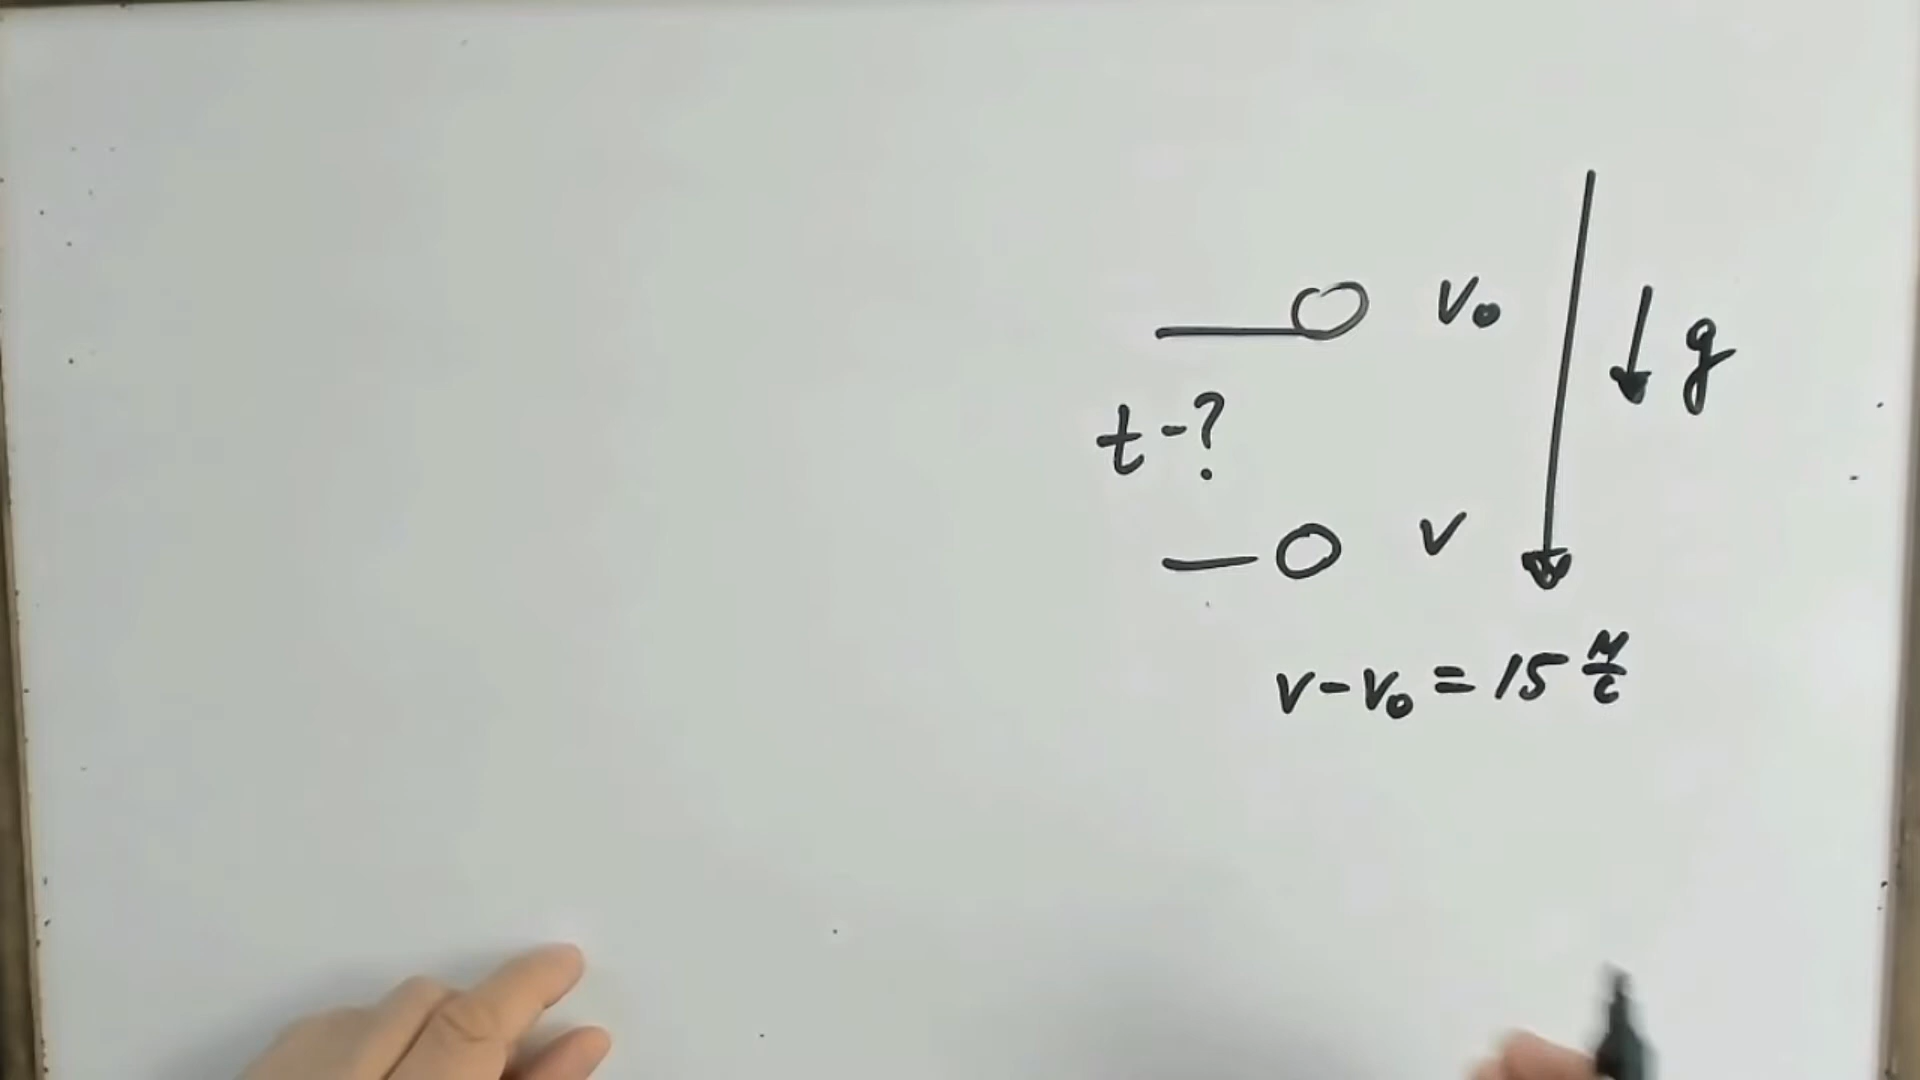 v₀
g
t - ?
v
v - v₀ = 15 м/с